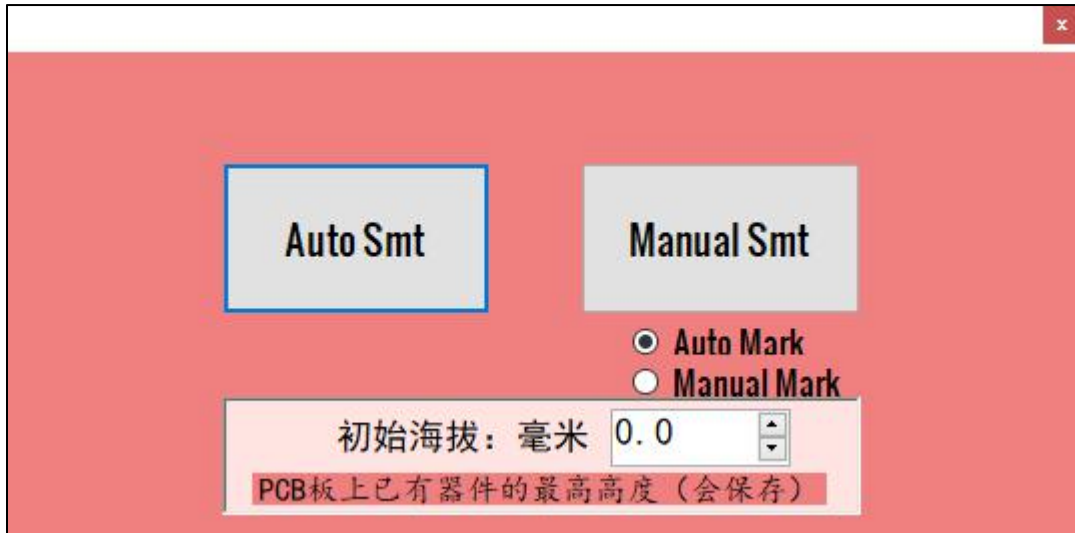 x
Auto Smt
Manual Smt
Auto Mark
Manual Mark
初始海拔：毫米 0.0
PCB板上已有器件的最高高度（会保存）